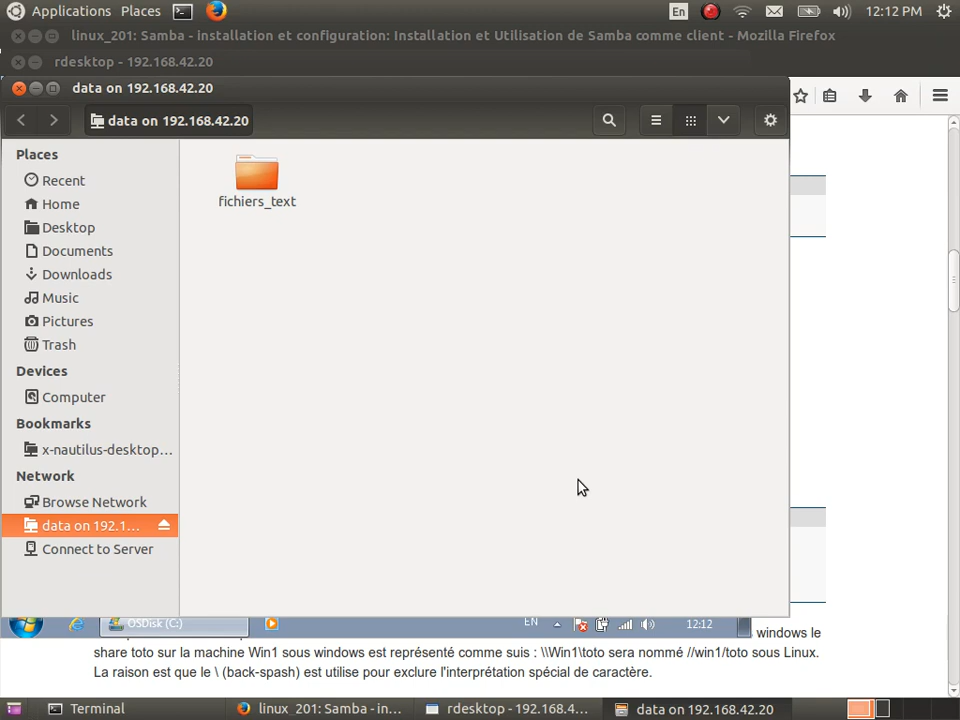 Applications Places En 12:12 PM
linux_201: Samba - installation et configuration: Installation et Utilisation de Samba comme client - Mozilla Firefox
rdesktop - 192.168.42.20
data on 192.168.42.20
data on 192.168.42.20
Places
Recent
Home
Desktop
Documents
Downloads
Music
Pictures
Trash
Devices
Computer
Bookmarks
x-nautilus-desktop...
Network
Browse Network
data on 192.1...
Connect to Server
fichiers_text
OSDisk (C:) EN 12:12
windows le
share toto sur la machine Win1 sous windows est représenté comme suis : \\Win1\toto sera nommé //win1/toto sous Linux.
La raison est que le \ (back-spash) est utilise pour exclure l'interprétation spécial de caractère.
Terminal linux_201: Samba - in... rdesktop - 192.168.4... data on 192.168.42.20